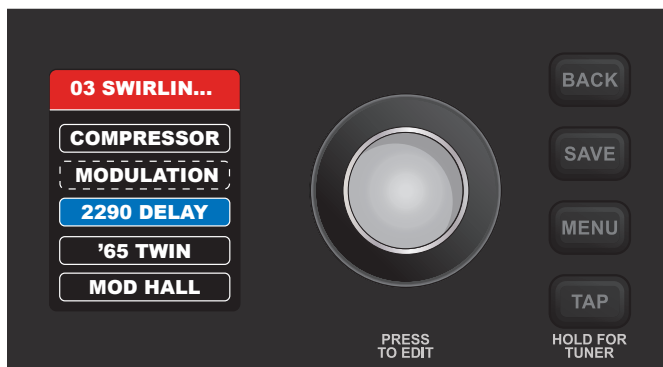 03 SWIRLIN...
COMPRESSOR
MODULATION
2290 DELAY
’65 TWIN
MOD HALL
PRESS
TO EDIT
BACK
SAVE
MENU
TAP
HOLD FOR
TUNER